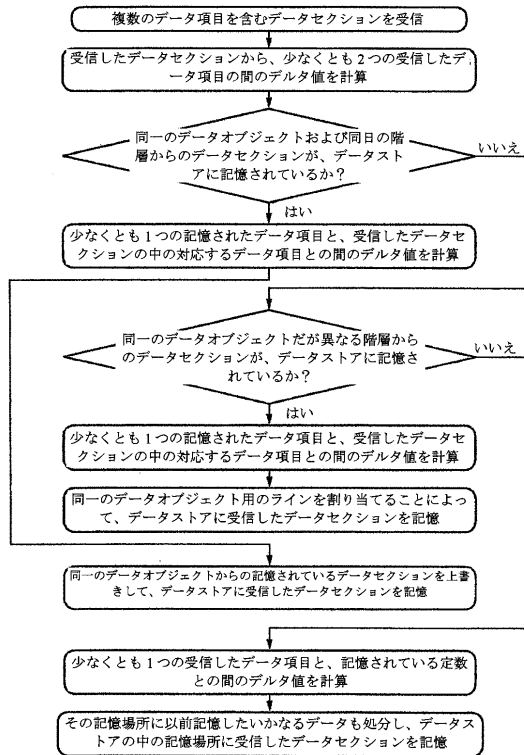 複数のデータ項目を含むデータセクションを受信
受信したデータセクションから、少なくとも2つの受信したデ
ータ項目の間のデルタ値を計算
同一のデータオブジェクトおよび同日の階
層からのデータセクションが、データスト
アに記憶されているか？
いいえ
はい
少なくとも1つの記憶されたデータ項目と、受信したデータセ
クションの中の対応するデータ項目との間のデルタ値を計算
同一のデータオブジェクトだが異なる階層から
のデータセクションが、データストアに記憶さ
れているか？
いいえ
はい
少なくとも1つの記憶されたデータ項目と、受信したデータセ
クションの中の対応するデータ項目との間のデルタ値を計算
同一のデータオブジェクト用のラインを割り当てることによっ
て、データストアに受信したデータセクションを記憶
同一のデータオブジェクトからの記憶されているデータセクションを上書
きして、データストアに受信したデータセクションを記憶
少なくとも1つの受信したデータ項目と、記憶されている定数
との間のデルタ値を計算
その記憶場所に以前記憶したいかなるデータも処分し、データス
トアの中の記憶場所に受信したデータセクションを記憶